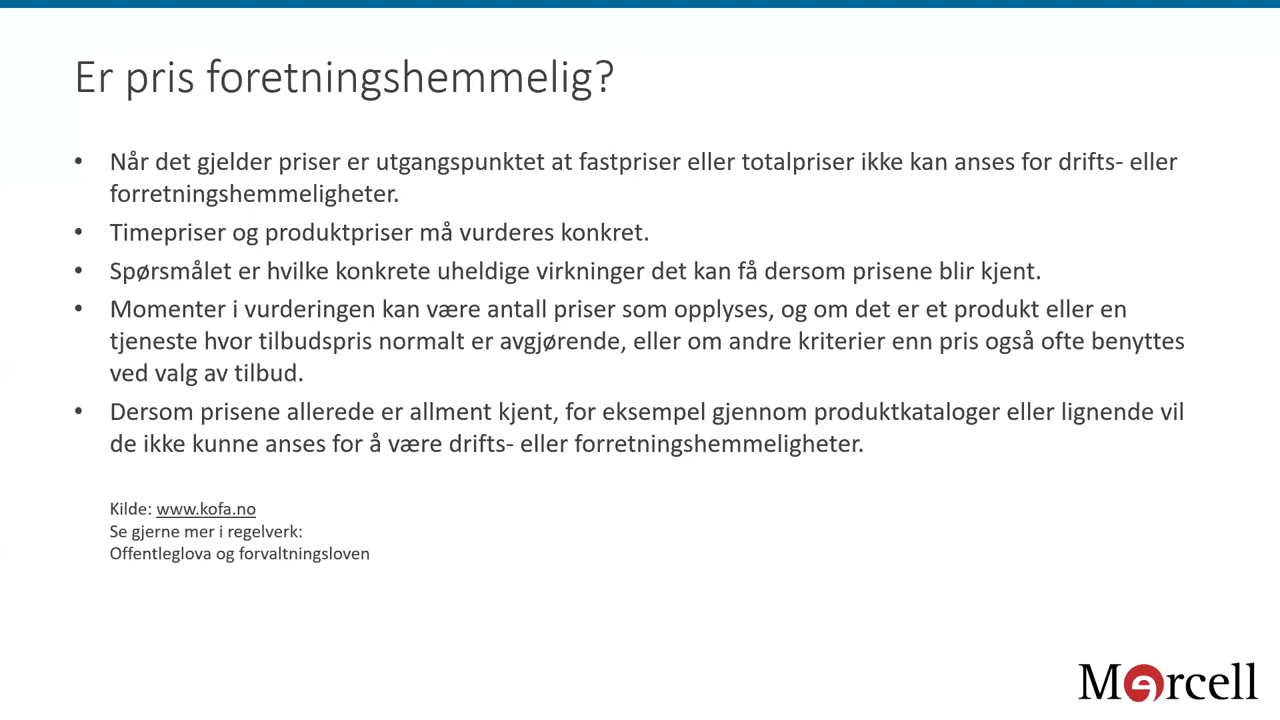 Er pris foretningshemmelig?
• Når det gjelder priser er utgangspunktet at fastpriser eller totalpriser ikke kan anses for drifts- eller
forretningshemmeligheter.
• Timepriser og produktpriser må vurderes konkret.
• Spørsmålet er hvilke konkrete uheldige virkninger det kan få dersom prisene blir kjent.
• Momenter i vurderingen kan være antall priser som opplyses, og om det er et produkt eller en
tjeneste hvor tilbudspris normalt er avgjørende, eller om andre kriterier enn pris også ofte benyttes
ved valg av tilbud.
• Dersom prisene allerede er allment kjent, for eksempel gjennom produktkataloger eller lignende vil
de ikke kunne anses for å være drifts- eller forretningshemmeligheter.
Kilde: www.kofa.no
Se gjerne mer i regelverk:
Offentleglova og forvaltningsloven
Mercell